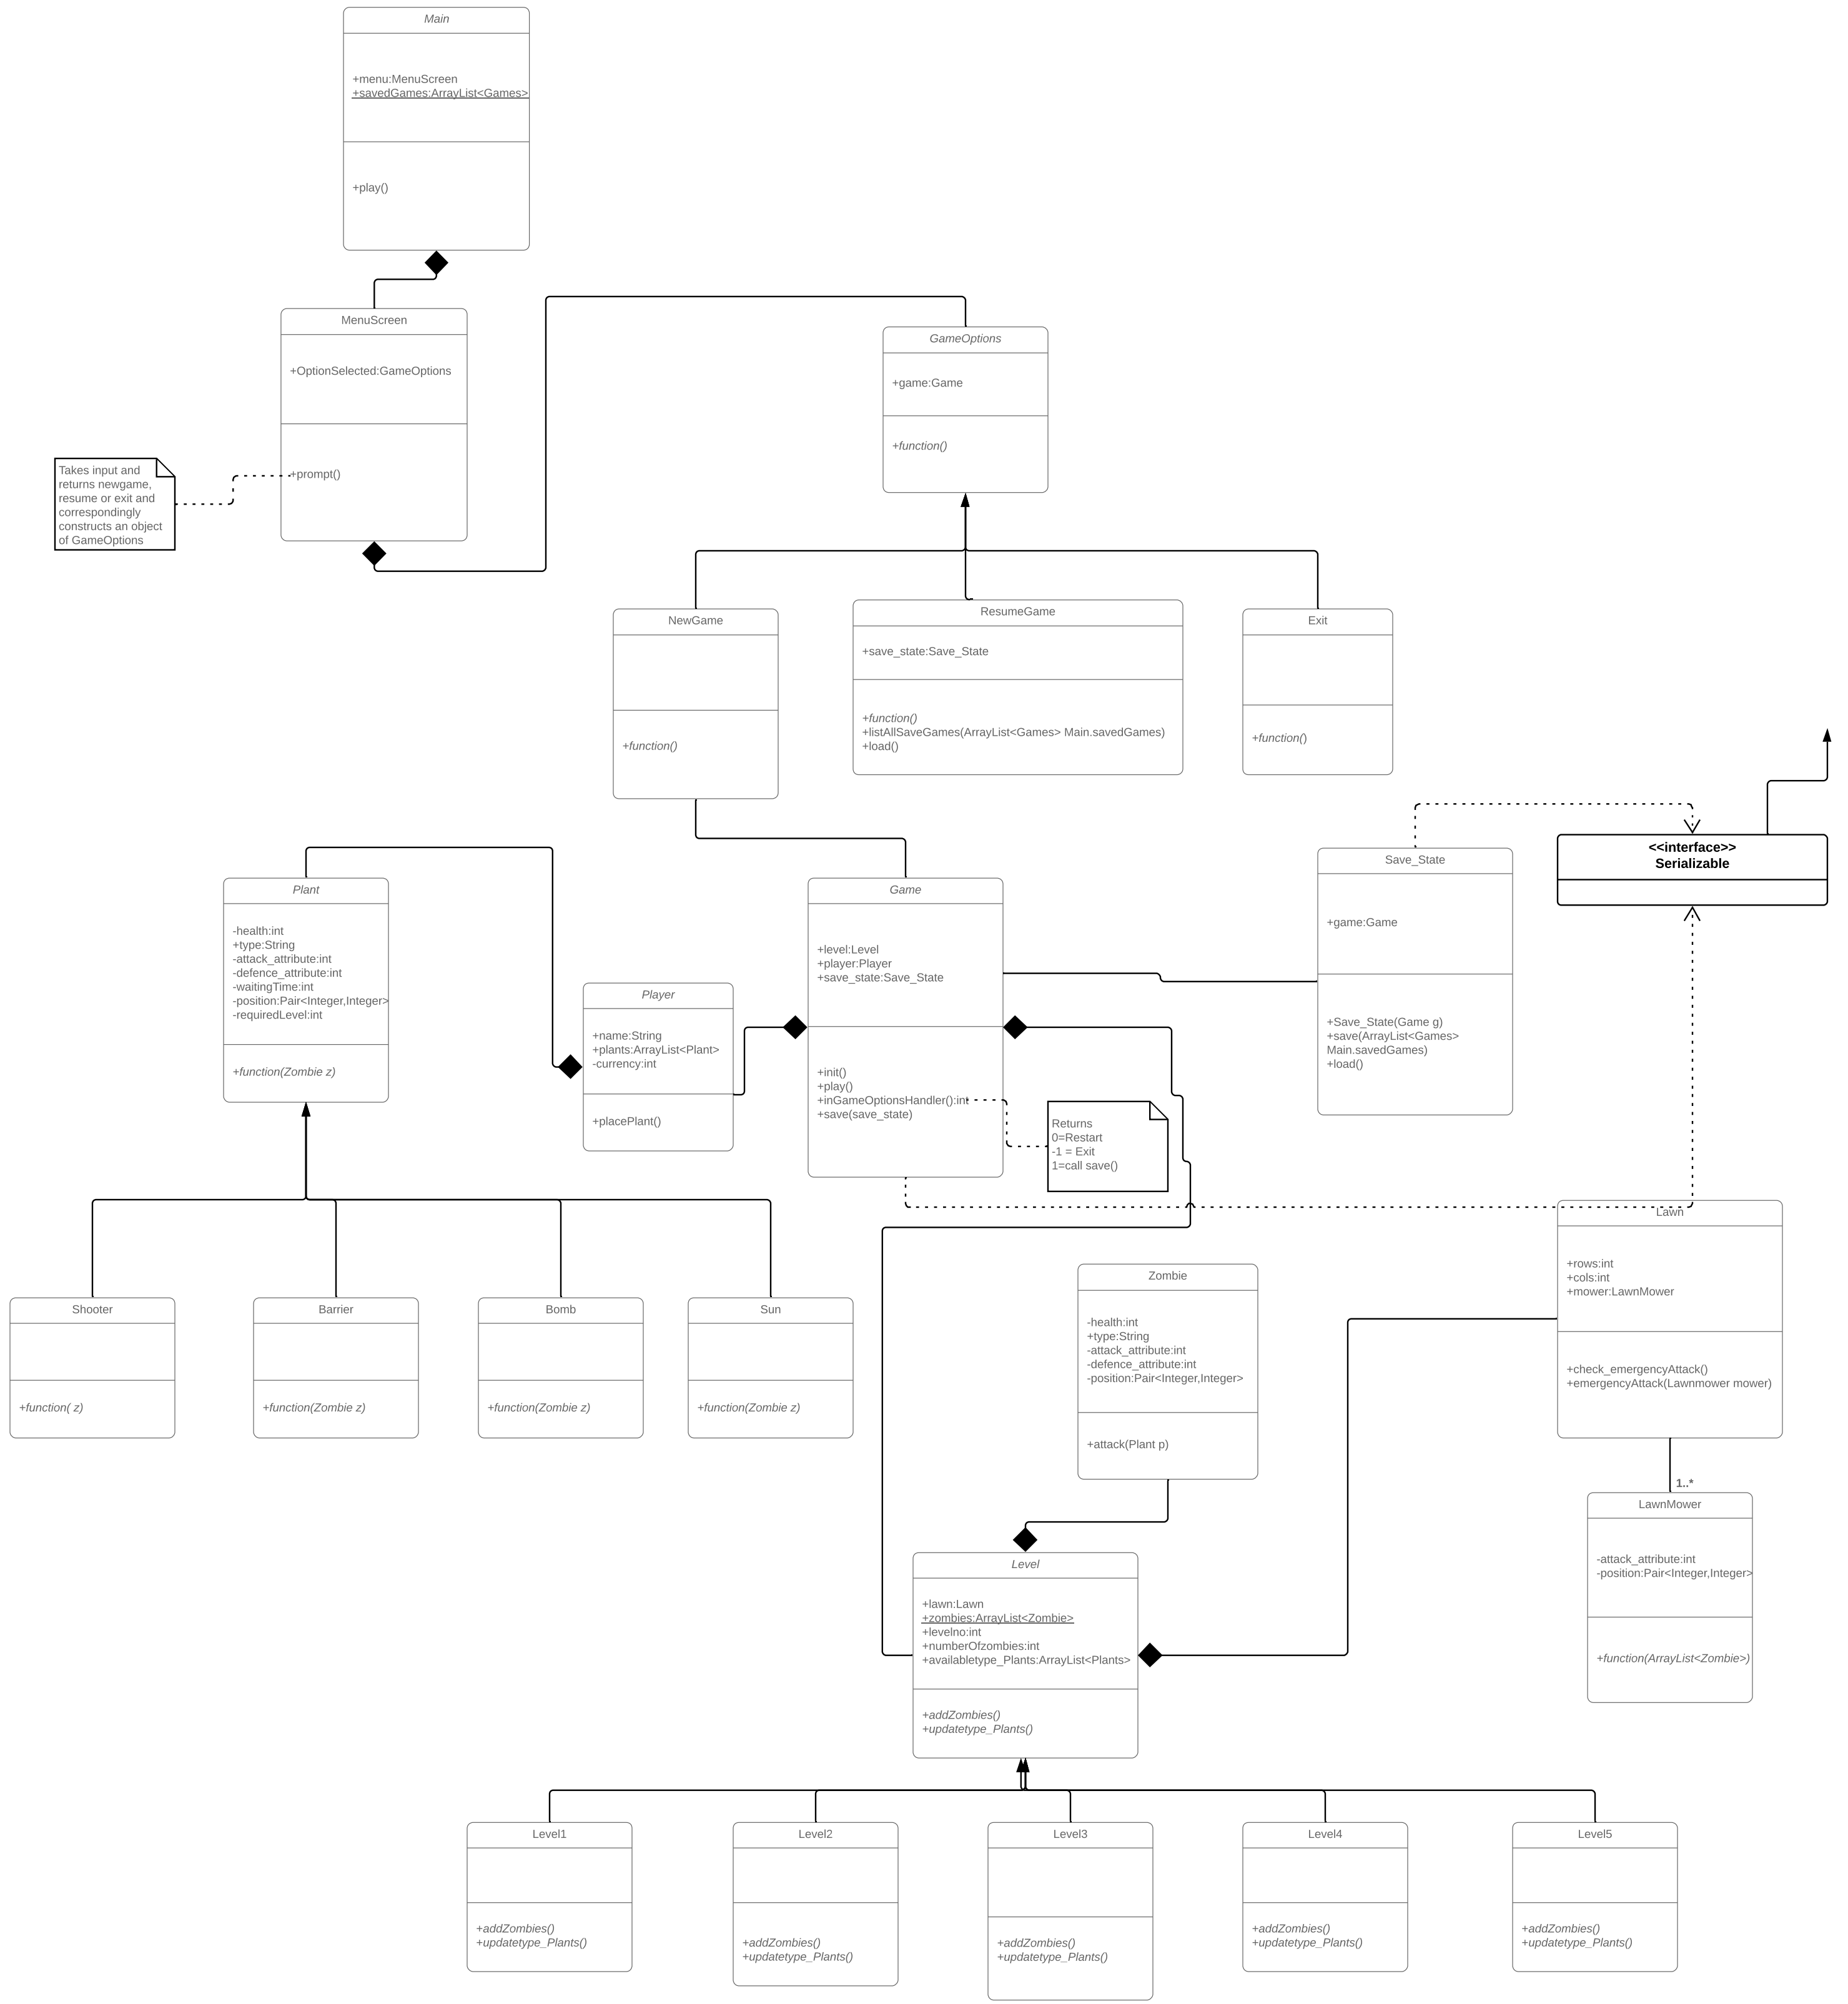 Main
+menu:MenuScreen
+savedGames:ArrayList<Games>
+play()
MenuScreen
+OptionSelected:GameOptions
+prompt()
Takes input and
returns newgame,
resume or exit and
correspondingly
constructs an object
of GameOptions
GameOptions
+game:Game
+function()
NewGame
+function()
ResumeGame
+save_state:Save_State
+function()
+listAllSaveGames(ArrayList<Games> Main.savedGames)
+load()
Exit
+function()
<<interface>>
Serializable
Save_State
+game:Game
+Save_State(Game g)
+save(ArrayList<Games>
Main.savedGames)
+load()
Plant
-health:int
+type:String
-attack_attribute:int
-defence_attribute:int
-waitingTime:int
-position:Pair<Integer,Integer>
-requiredLevel:int
+function(Zombie z)
Player
+name:String
+plants:ArrayList<Plant>
-currency:int
+placePlant()
Game
+level:Level
+player:Player
+save_state:Save_State
+init()
+play()
+inGameOptionsHandler():int
+save(save_state)
Returns
0=Restart
-1 = Exit
1=call save()
Lawn
+rows:int
+cols:int
+mower:LawnMower
+check_emergencyAttack()
+emergencyAttack(Lawnmower mower)
Zombie
-health:int
+type:String
-attack_attribute:int
-defence_attribute:int
-position:Pair<Integer,Integer>
+attack(Plant p)
Shooter
+function( z)
Barrier
+function(Zombie z)
Bomb
+function(Zombie z)
Sun
+function(Zombie z)
1..*
LawnMower
-attack_attribute:int
-position:Pair<Integer,Integer>
+function(ArrayList<Zombie>)
Level
+lawn:Lawn
+zombies:ArrayList<Zombie>
+levelno:int
+numberOfzombies:int
+availabletype_Plants:ArrayList<Plants>
+addZombies()
+updatetype_Plants()
Level1
+addZombies()
+updatetype_Plants()
Level2
+addZombies()
+updatetype_Plants()
Level3
+addZombies()
+updatetype_Plants()
Level4
+addZombies()
+updatetype_Plants()
Level5
+addZombies()
+updatetype_Plants()